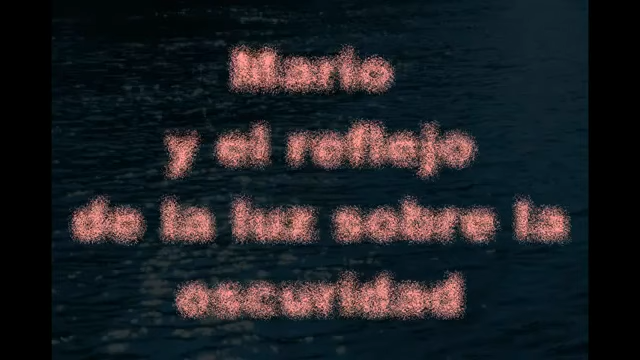 Mario
y el reflejo
de la luz sobre la
oscuridad